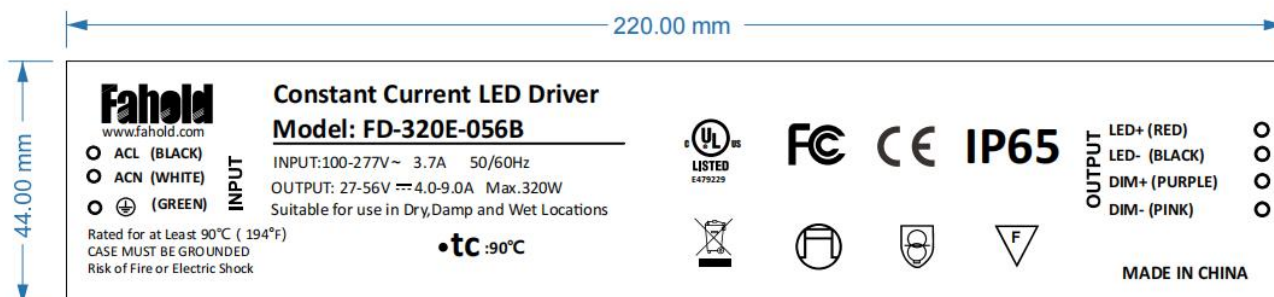 220.00 mm
44.00 mm
Fahold
www.fahold.com
ACL (BLACK)
ACN (WHITE)
(GREEN)
INPUT
Rated for at Least 90℃ ( 194°F)
CASE MUST BE GROUNDED
Risk of Fire or Electric Shock
Constant Current LED Driver
Model: FD-320E-056B
INPUT:100-277V~ 3.7A 50/60Hz
OUTPUT: 27-56V ⎓ 4.0-9.0A Max.320W
Suitable for use in Dry,Damp and Wet Locations
•tc :90℃
C UL US
LISTED
E479229
FC
CE
IP65
F
OUTPUT
LED+ (RED)
LED- (BLACK)
DIM+ (PURPLE)
DIM- (PINK)
MADE IN CHINA